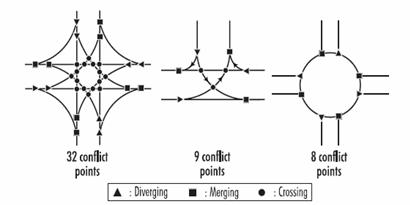 32 conflict
points
9 conflict
points
8 conflict
points
: Diverging : Merging : Crossing